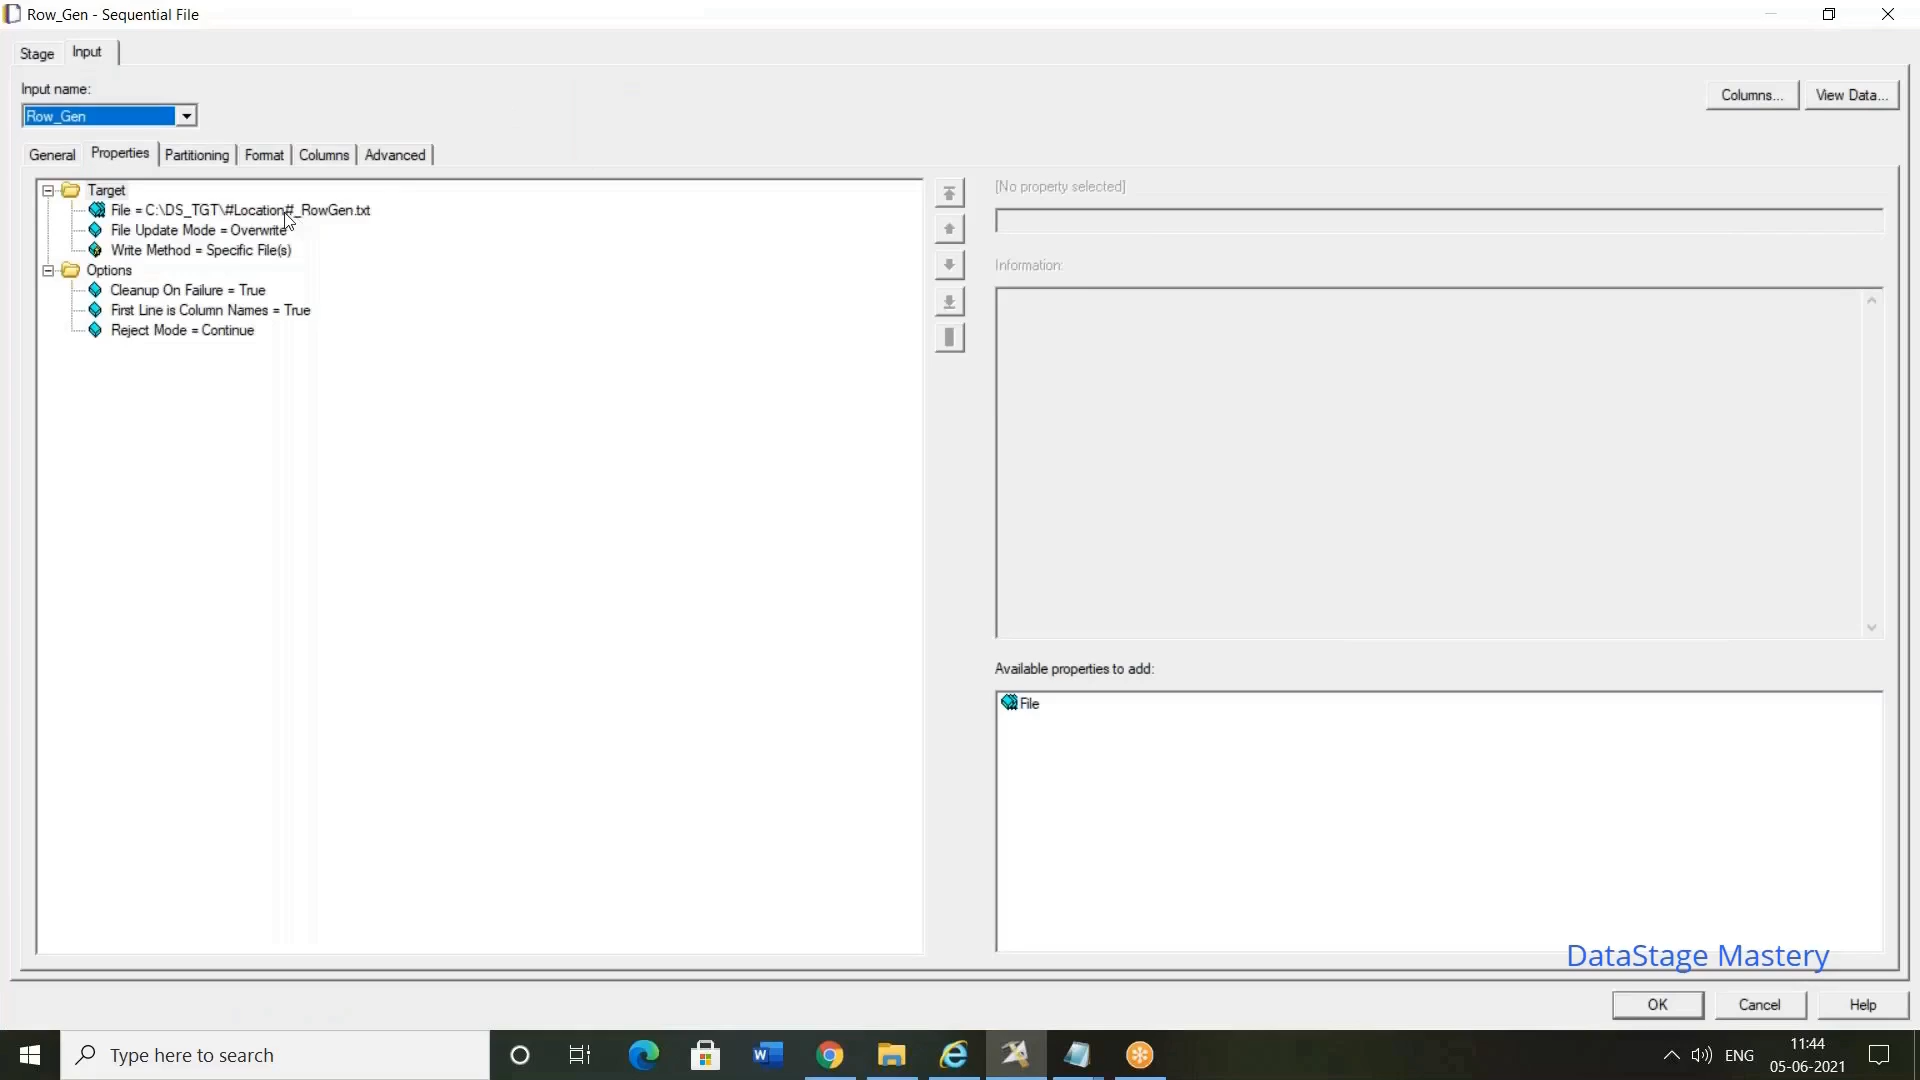 Row_Gen - Sequential File
Stage
Input
Input name:
Row_Gen
Columns...
View Data...
General
Properties
Partitioning
Format
Columns
Advanced
Target
File = C:\DS_TGT\#Location#_RowGen.txt
File Update Mode = Overwrite
Write Method = Specific File(s)
Options
Cleanup On Failure = True
First Line is Column Names = True
Reject Mode = Continue
[No property selected]
Information:
Available properties to add:
File
DataStage Mastery
OK
Cancel
Help
Type here to search
ENG
11:44
05-06-2021